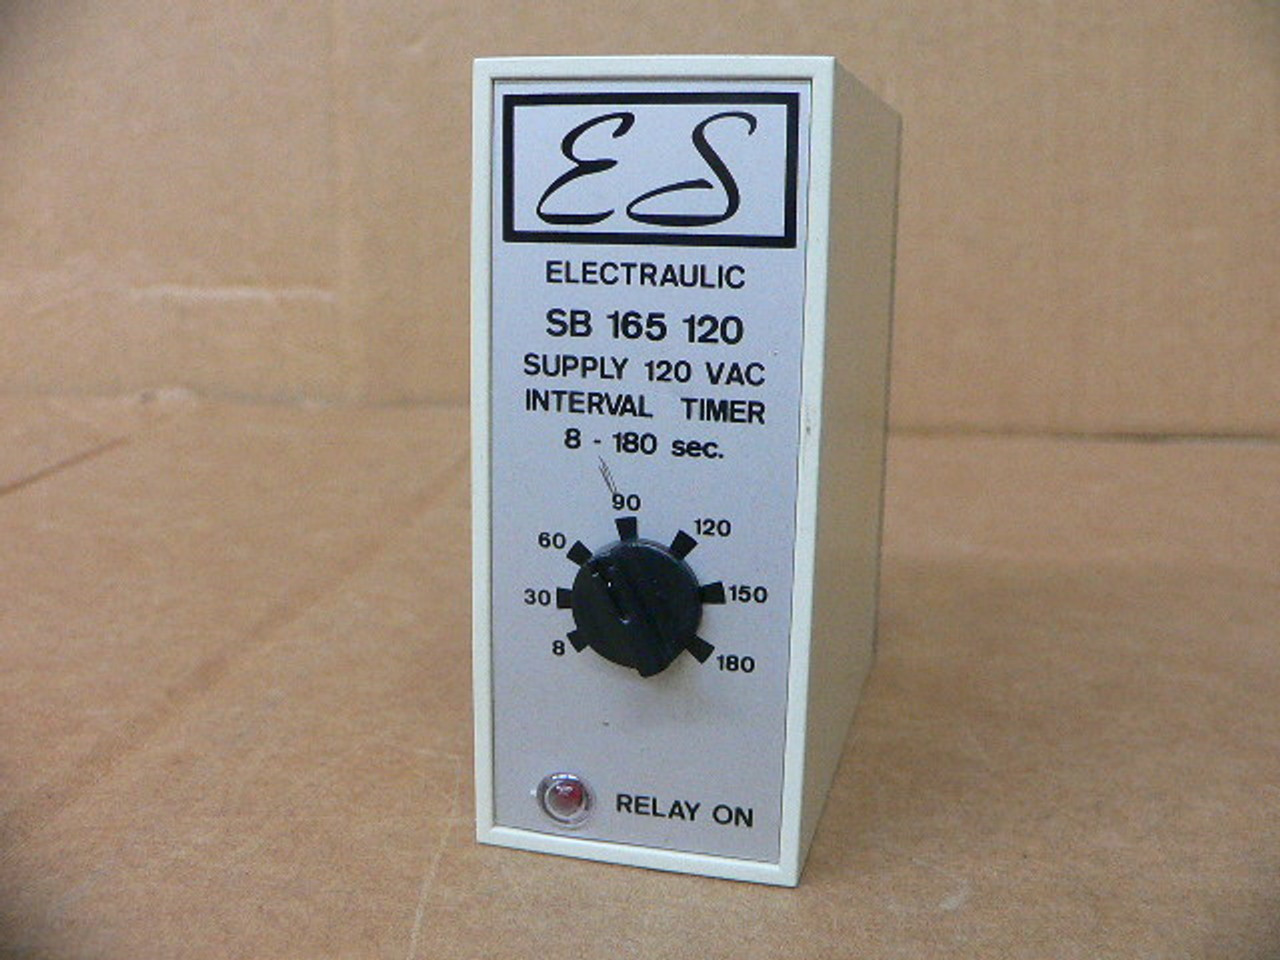 ES
ELECTRAULIC
SB 165 120
SUPPLY 120 VAC
INTERVAL TIMER
8 - 180 sec.
90
60 120
30 150
8 180
RELAY ON